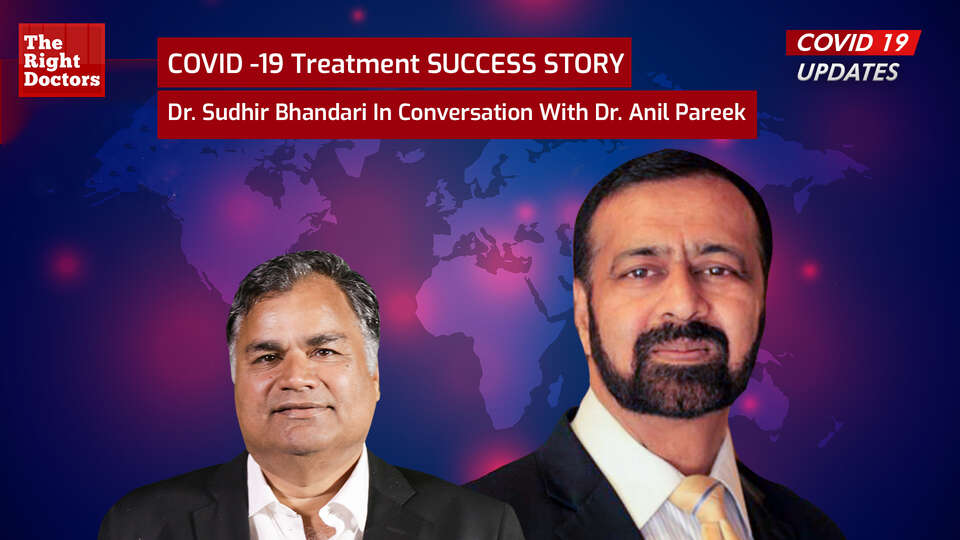 The
Right
Doctors
COVID -19 Treatment SUCCESS STORY
Dr. Sudhir Bhandari In Conversation With Dr. Anil Pareek
COVID 19
UPDATES